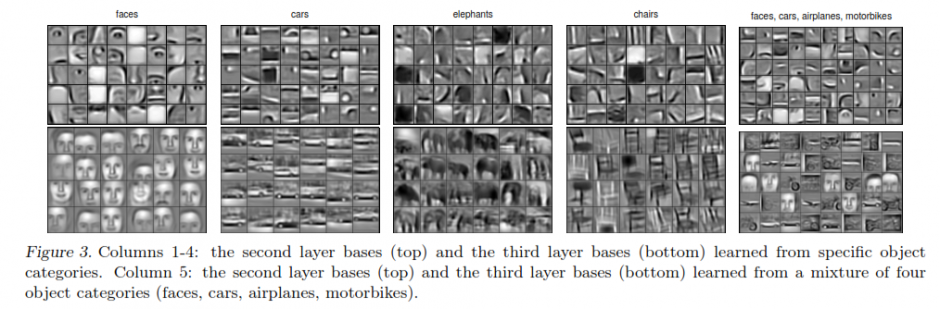 faces cars elephants chairs faces, cars, airplanes, motorbikes
Figure 3. Columns 1-4: the second layer bases (top) and the third layer bases (bottom) learned from specific object
categories. Column 5: the second layer bases (top) and the third layer bases (bottom) learned from a mixture of four
object categories (faces, cars, airplanes, motorbikes).